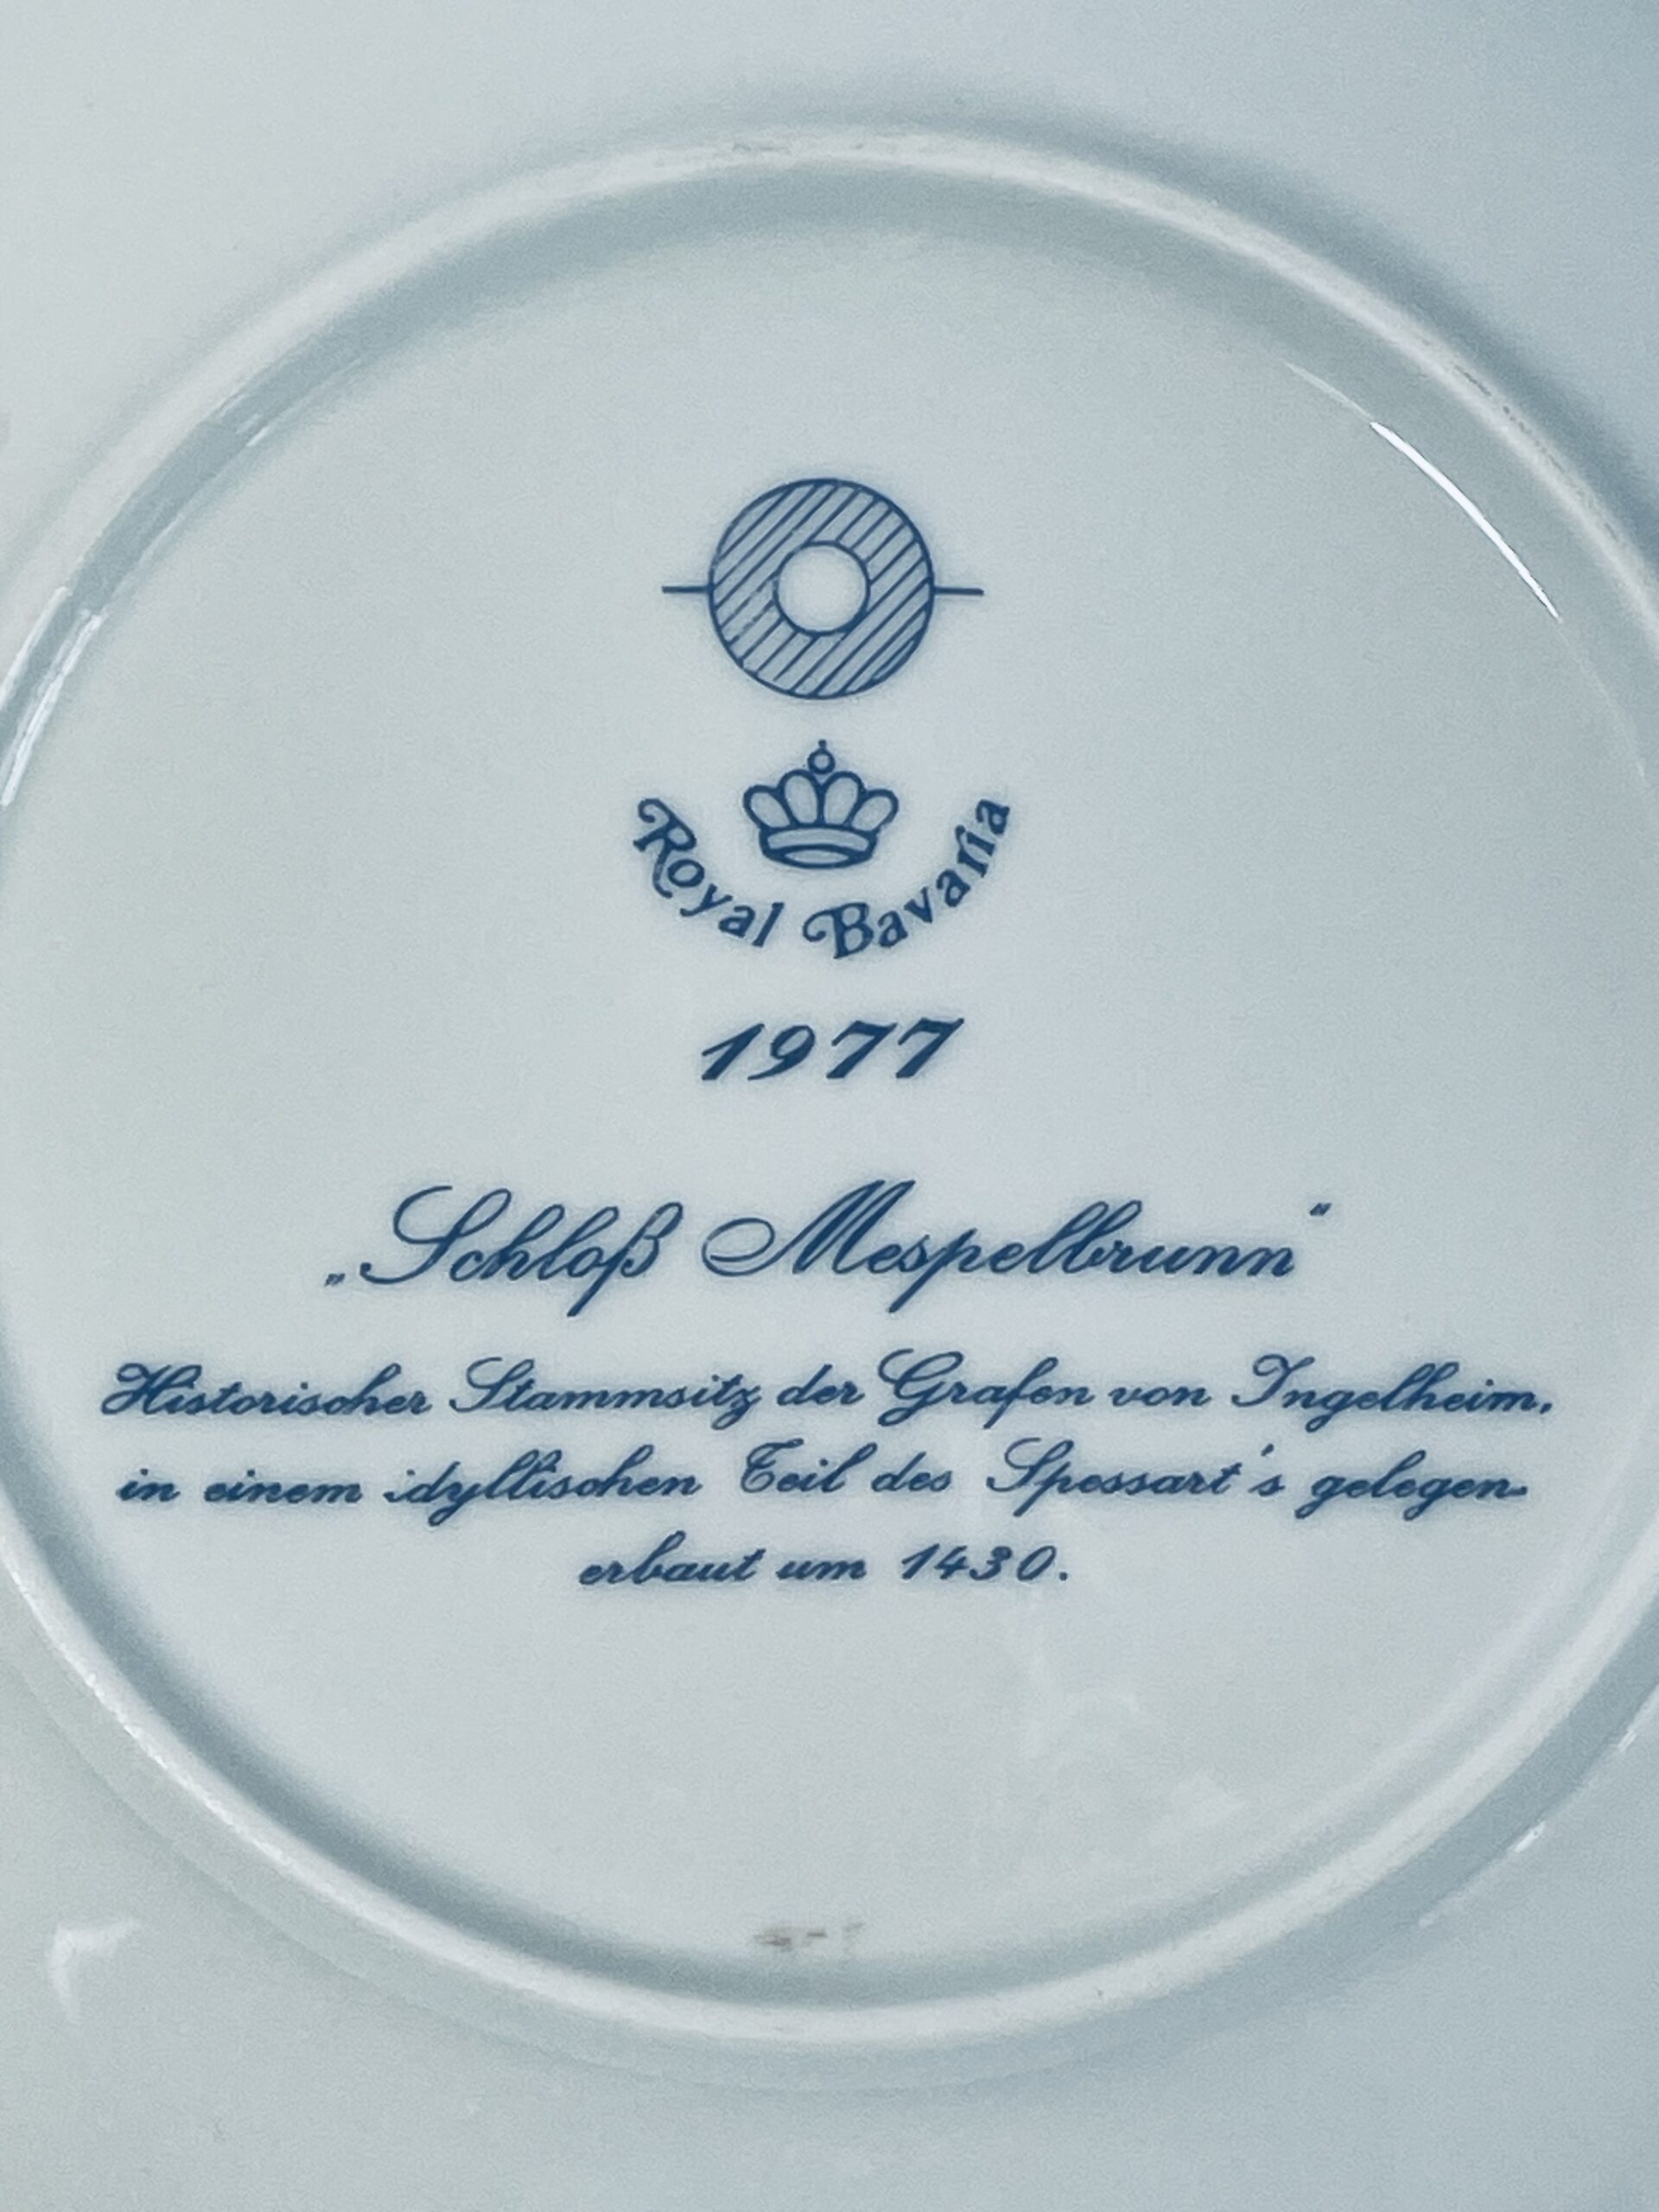 Royal Bavaria
1977
„Schloß Mespelbrunn“
Historischer Stammsitz der Grafen von Ingelheim,
in einem idyllischen Teil des Spessart's gelegen-
erbaut um 1430.